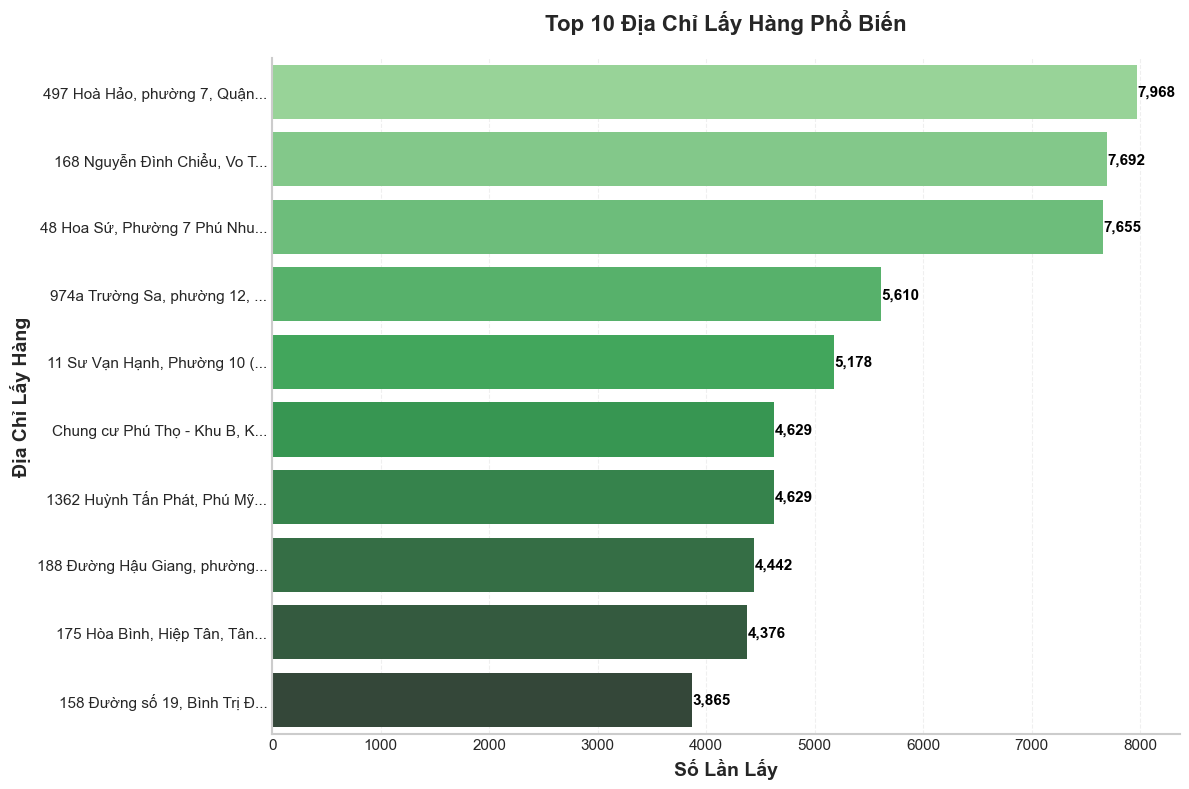 Top 10 Địa Chỉ Lấy Hàng Phổ Biến
Địa Chỉ Lấy Hàng
497 Hoà Hảo, phường 7, Quận... 7,968
168 Nguyễn Đình Chiểu, Vo T... 7,692
48 Hoa Sứ, Phường 7 Phú Nhu... 7,655
974a Trường Sa, phường 12, ... 5,610
11 Sư Vạn Hạnh, Phường 10 (... 5,178
Chung cư Phú Thọ - Khu B, K... 4,629
1362 Huỳnh Tấn Phát, Phú Mỹ... 4,629
188 Đường Hậu Giang, phường... 4,442
175 Hòa Bình, Hiệp Tân, Tân... 4,376
158 Đường số 19, Bình Trị Đ... 3,865
0 1000 2000 3000 4000 5000 6000 7000 8000
Số Lần Lấy